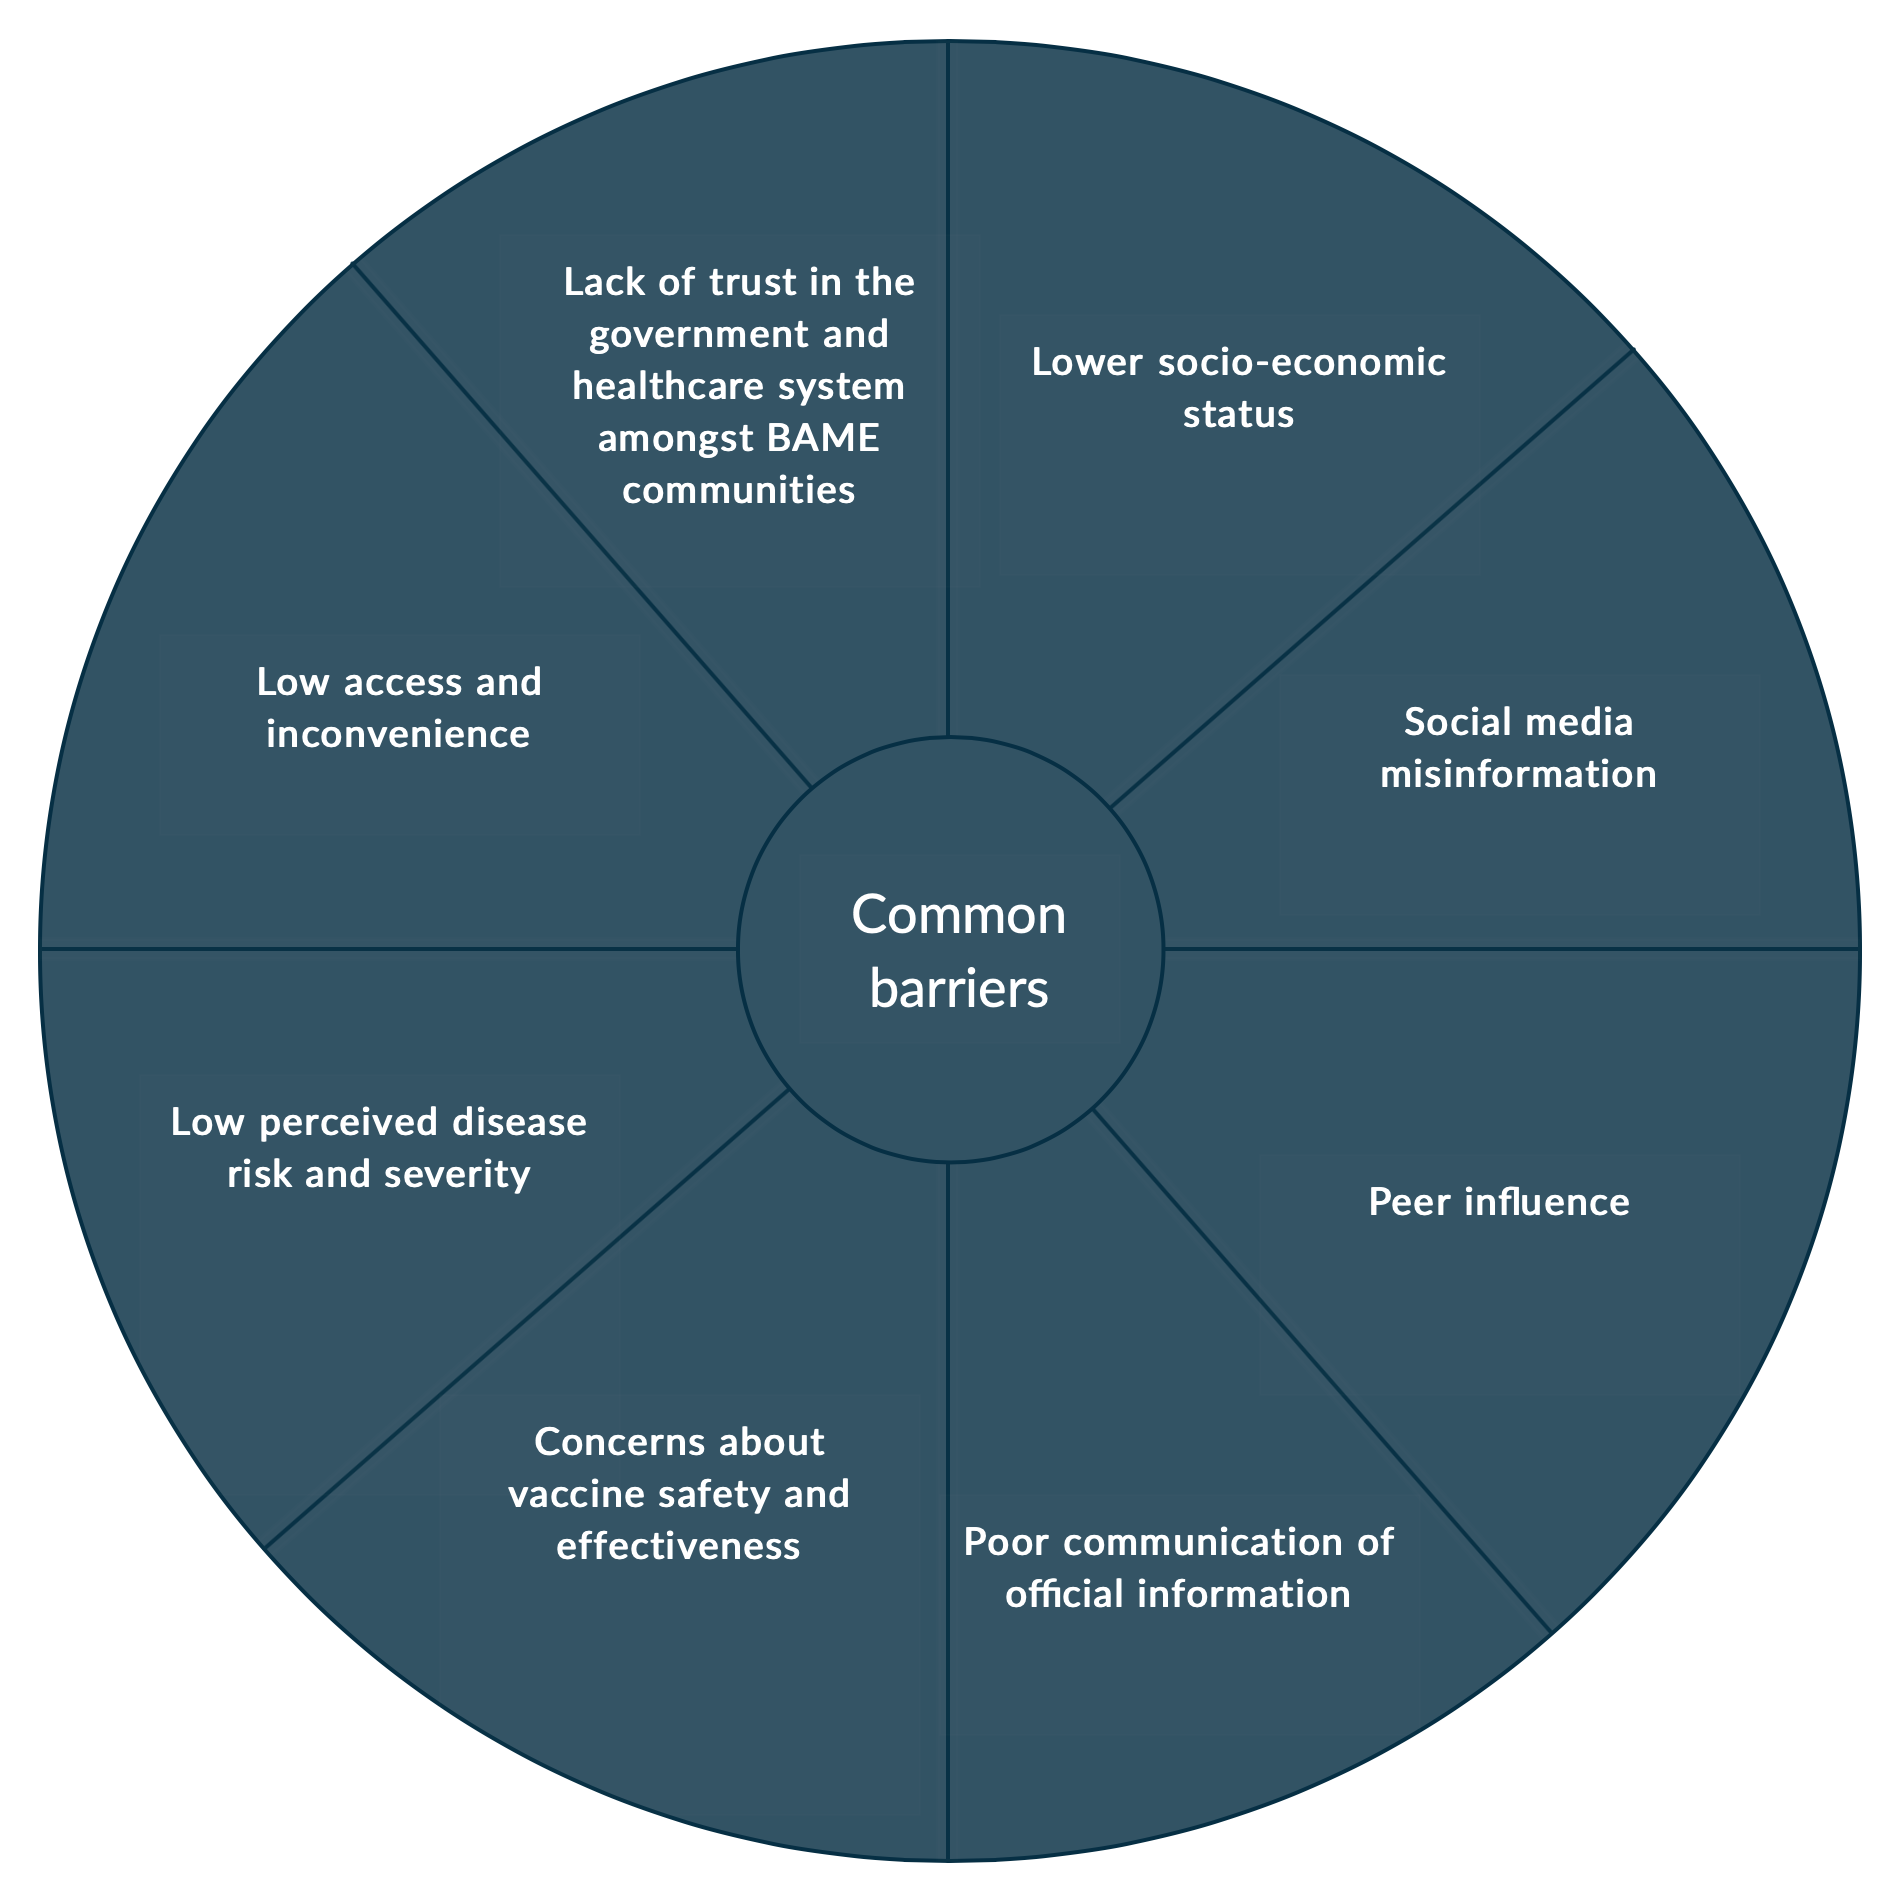 Lack of trust in the
government and
healthcare system
amongst BAME
communities
Lower socio-economic
status
Low access and
inconvenience
Social media
misinformation
Common
barriers
Low perceived disease
risk and severity
Peer influence
Concerns about
vaccine safety and
effectiveness
Poor communication of
official information